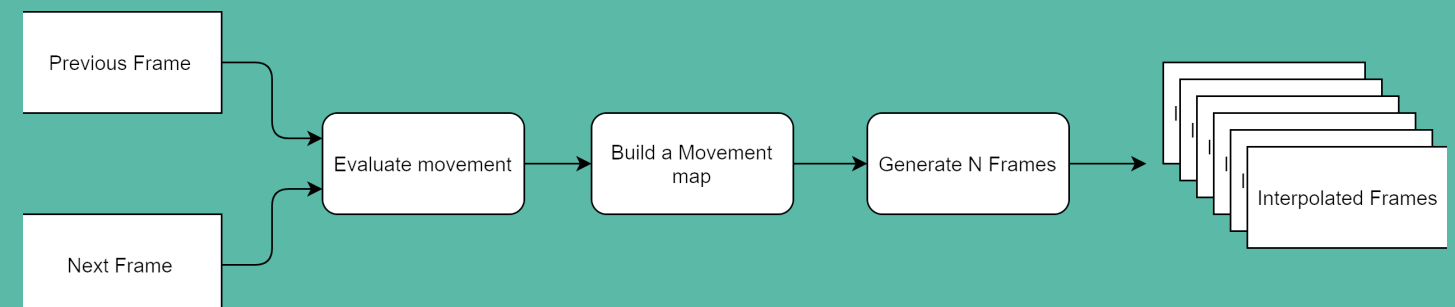 Previous Frame
Evaluate movement
Build a Movement
map
Generate N Frames
Interpolated Frames
Next Frame